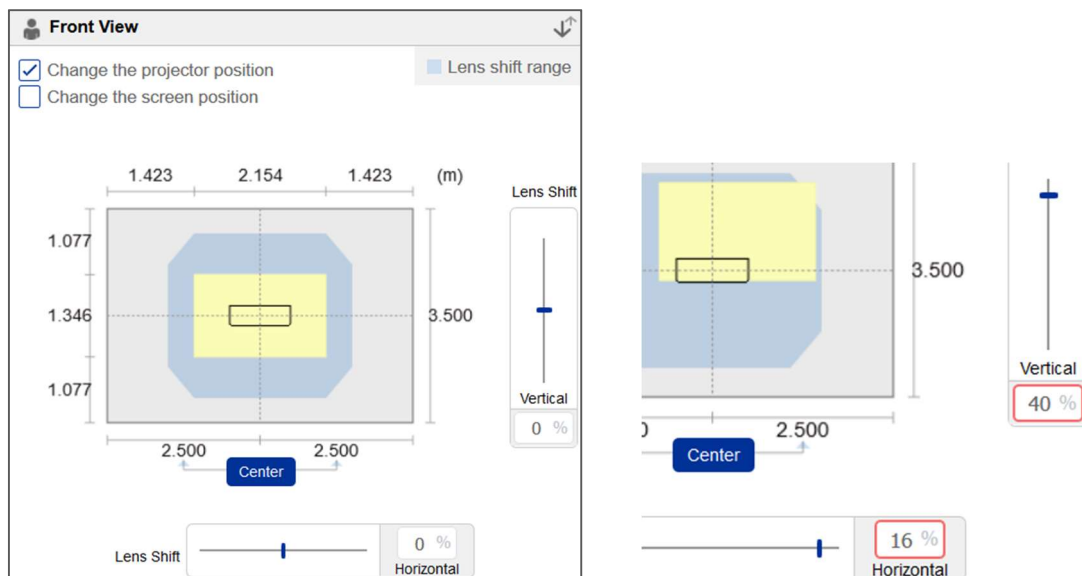 Front View
Change the projector position
Lens shift range
Change the screen position
1.423 2.154 1.423 (m)
Lens Shift
1.077
1.346
3.500
1.077
Vertical
0 %
2.500 2.500
Center
Lens Shift
0 %
Horizontal
3.500
Vertical
40 %
2.500
Center
16 %
Horizontal